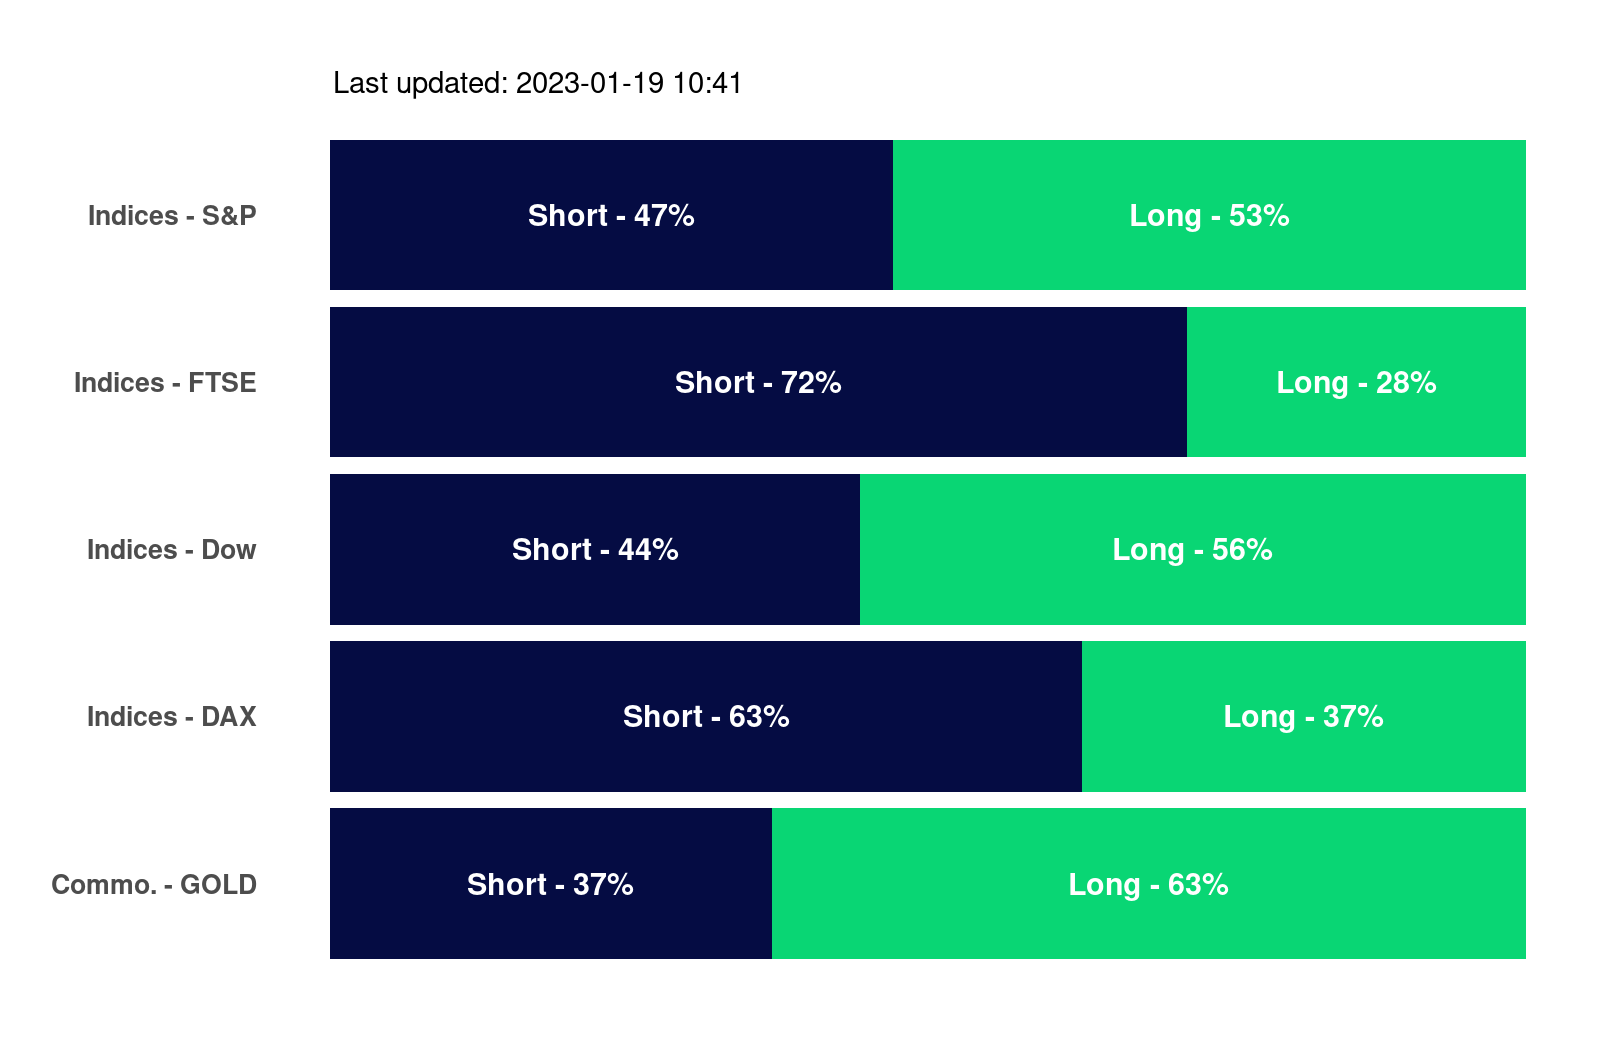 Last updated: 2023-01-19 10:41
Indices - S&P Short - 47% Long - 53%
Indices - FTSE Short - 72% Long - 28%
Indices - Dow Short - 44% Long - 56%
Indices - DAX Short - 63% Long - 37%
Commo. - GOLD Short - 37% Long - 63%